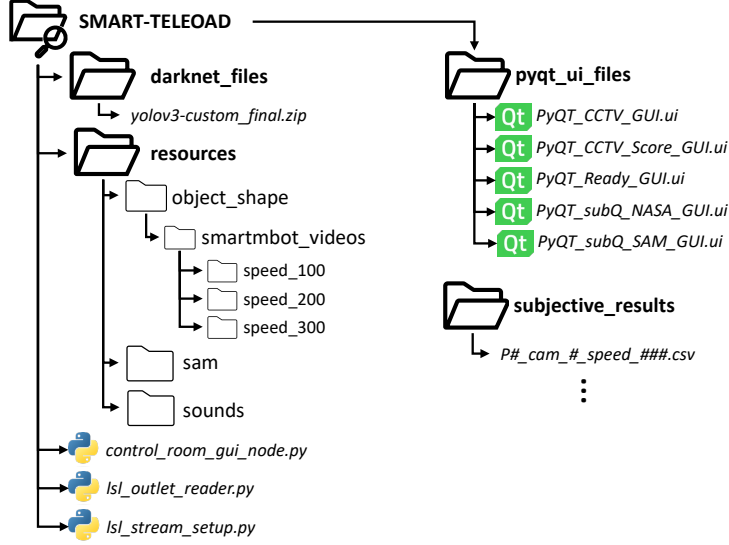 SMART-TELEOAD
darknet_files
yolov3-custom_final.zip
resources
object_shape
smartmbot_videos
speed_100
speed_200
speed_300
sam
sounds
control_room_gui_node.py
lsl_outlet_reader.py
lsl_stream_setup.py
pyqt_ui_files
Qt PyQT_CCTV_GUI.ui
Qt PyQT_CCTV_Score_GUI.ui
Qt PyQT_Ready_GUI.ui
Qt PyQT_subQ_NASA_GUI.ui
Qt PyQT_subQ_SAM_GUI.ui
subjective_results
P#_cam_#_speed_###.csv
⋮